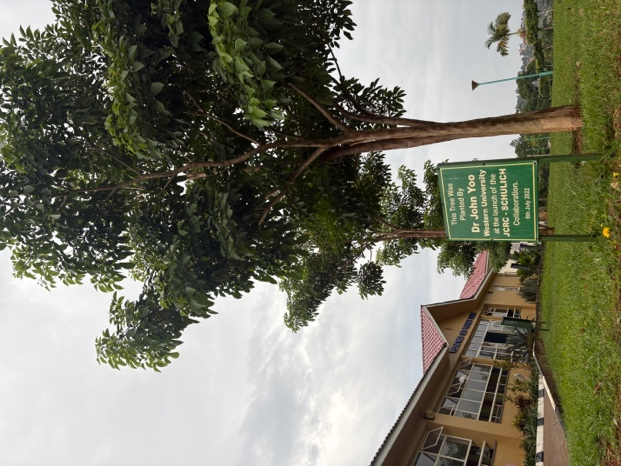 This Tree Was
Planted By
Dr John Yoo
Western University
at the launch of the
JCRC - SCHULICH
Collaboration.
6th July 2022